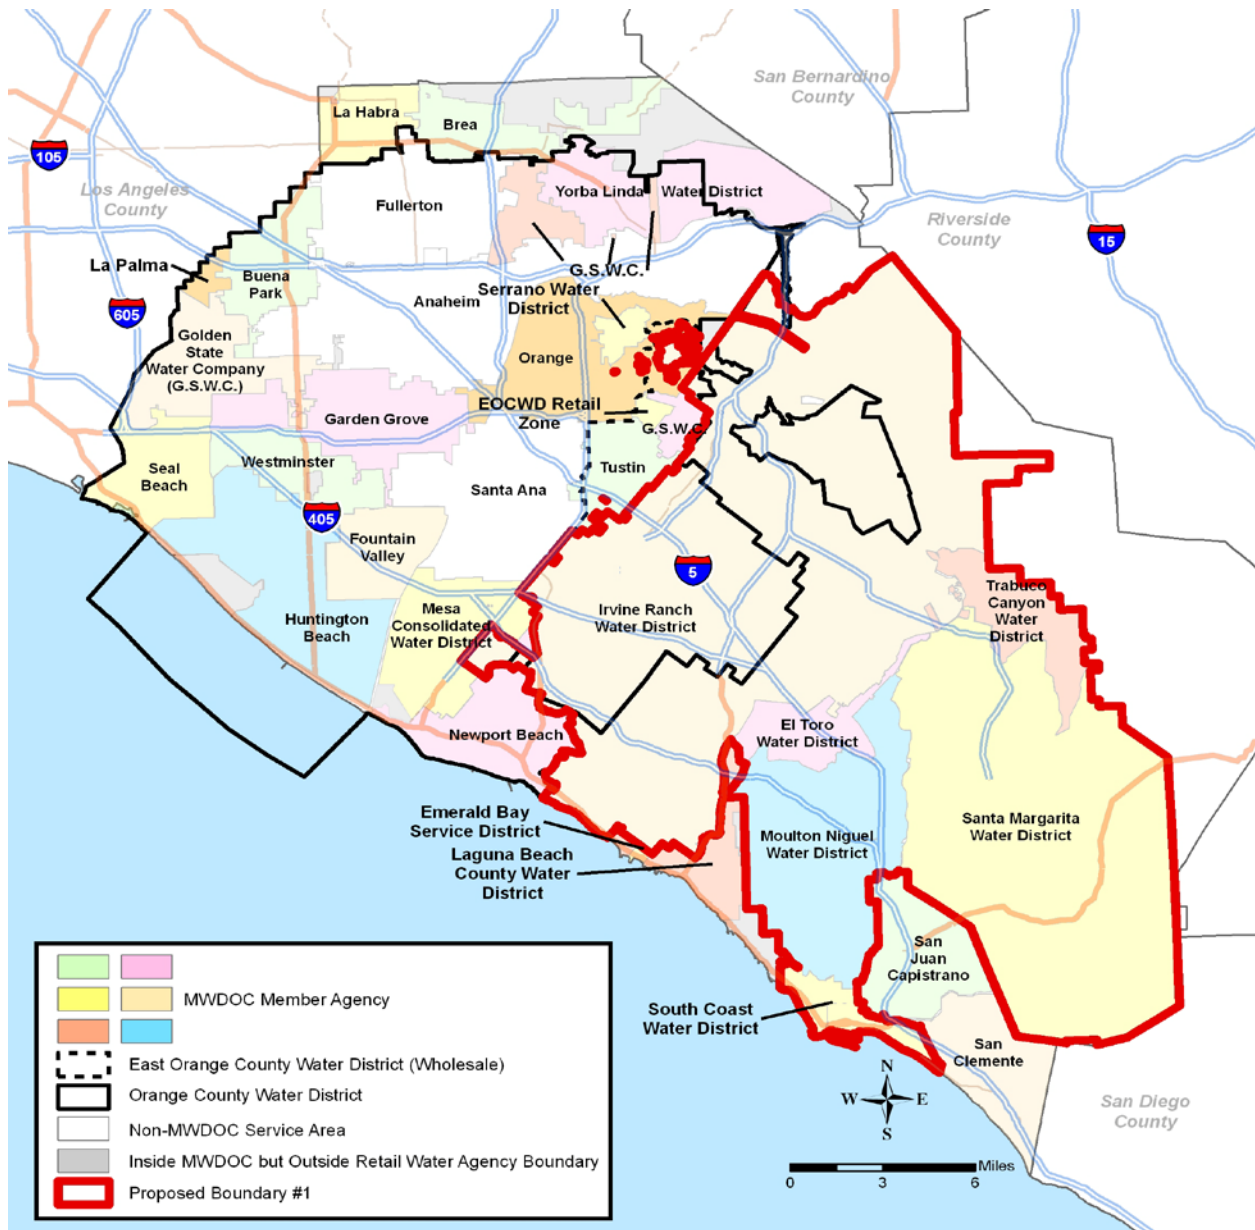 San Bernardino
County
La Habra
Brea
105
Los Angeles
County
Fullerton
Yorba Linda
Water District
Riverside
County
15
La Palma
Buena
Park
G.S.W.C.
Serrano Water
District
Anaheim
605
Golden
State
Water Company
(G.S.W.C.)
Orange
EOCWD Retail
Zone
G.S.W.C.
Garden Grove
Seal
Beach
Westminster
Tustin
Santa Ana
405
Fountain
Valley
5
Trabuco
Canyon
Water
District
Huntington
Beach
Mesa
Consolidated
Water District
Irvine Ranch
Water District
Newport Beach
El Toro
Water District
Emerald Bay
Service District
Laguna Beach
County Water
District
Moulton Niguel
Water District
Santa Margarita
Water District
San
Juan
Capistrano
South Coast
Water District
San
Clemente
San Diego
County
N
W E
S
Miles
0 3 6
MWDOC Member Agency
East Orange County Water District (Wholesale)
Orange County Water District
Non-MWDOC Service Area
Inside MWDOC but Outside Retail Water Agency Boundary
Proposed Boundary #1